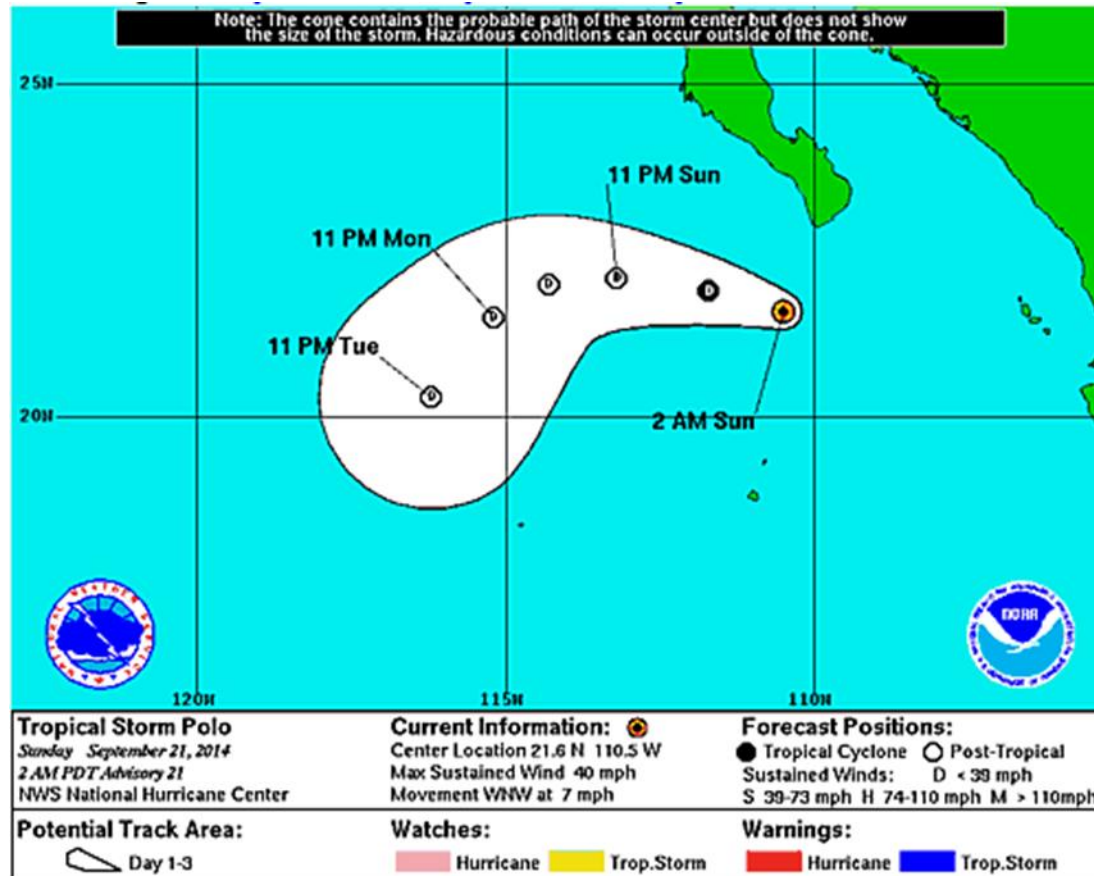 Note: The cone contains the probable path of the storm center but does not show
the size of the storm. Hazardous conditions can occur outside of the cone.
25N
11 PM Sun
11 PM Mon
D
D
D
D
11 PM Tue
D
20N
2 AM Sun
NOAA
120W
115W
110W
Tropical Storm Polo
Sunday September 21, 2014
2 AM PDT Advisory 21
NWS National Hurricane Center
Current Information:
Center Location 21.6 N 110.5 W
Max Sustained Wind 40 mph
Movement WNW at 7 mph
Forecast Positions:
Tropical Cyclone Post-Tropical
Sustained Winds: D < 39 mph
S 39-73 mph H 74-110 mph M > 110mph
Potential Track Area:
Day 1-3
Watches:
Hurricane Trop.Storm
Warnings:
Hurricane Trop.Storm